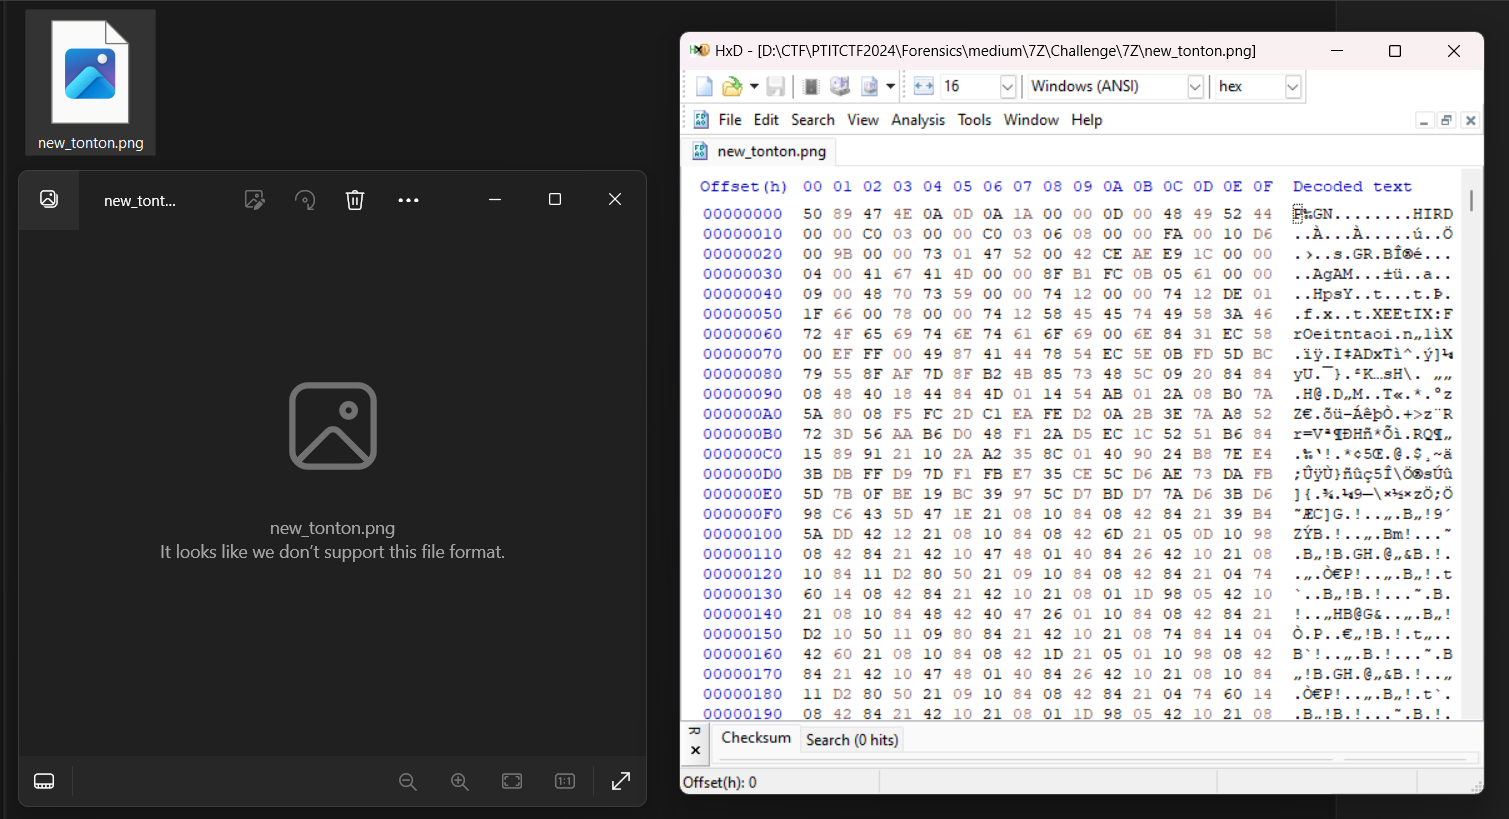 new_tonton.png
new_tont...
new_tonton.png
It looks like we don't support this file format.
HxD - [D:\CTF\PTITCTF2024\Forensics\medium\7Z\Challenge\7Z\new_tonton.png]
16 Windows (ANSI) hex
File Edit Search View Analysis Tools Window Help
new_tonton.png
Offset(h) 00 01 02 03 04 05 06 07 08 09 0A 0B 0C 0D 0E 0F Decoded text
00000000 50 89 47 4E 0A 0D 0A 1A 00 00 0D 00 48 49 52 44 P‰GN........HIRD
00000010 00 00 C0 03 00 00 C0 03 06 08 00 00 FA 00 10 D6 ..À...À.....ú..Ö
00000020 00 9B 00 00 73 01 47 52 00 42 CE AE E9 1C 00 00 .›..s.GR.BÎ®é...
00000030 04 00 41 67 41 4D 00 00 8F B1 FC 0B 05 61 00 00 ..AgAM...±ü..a..
00000040 09 00 48 70 73 59 00 00 74 12 00 00 74 12 DE 01 ..HpsY..t...t.Þ.
00000050 1F 66 00 78 00 00 74 12 58 45 45 74 49 58 3A 46 .f.x..t.XEEtIX:F
00000060 72 4F 65 69 74 6E 74 61 6F 69 00 6E 84 31 EC 58 rOeitntaoi.n„1ìX
00000070 00 EF FF 00 49 87 41 44 78 54 EC 5E 0B FD 5D BC .ïÿ.I‡ADxTì^.ý]¼
00000080 79 55 8F AF 7D 8F B2 4B 85 73 48 5C 09 20 84 84 yU.¯}.²K…sH\. „„
00000090 08 48 40 18 44 84 4D 01 14 54 AB 01 2A 08 B0 7A .H@.D„M..T«.*.°z
000000A0 5A 80 08 F5 FC 2D C1 EA FE D2 0A 2B 3E 7A A8 52 Z€.õü-ÁêþÒ.+>z¨R
000000B0 72 3D 56 AA B6 D0 48 F1 2A D5 EC 1C 52 51 B6 84 r=Vª¶ÐHñ*Õì.RQ¶„
000000C0 15 89 91 21 10 2A A2 35 8C 01 40 90 24 B8 7E E4 .‰‘!.*¢5Œ.@.$¸~ä
000000D0 3B DB FF D9 7D F1 FB E7 35 CE 5C D6 AE 73 DA FB ;ÛÿÙ}ñûç5Î\Ö®sÚû
000000E0 5D 7B 0F BE 19 BC 39 97 5C D7 BD D7 7A D6 3B D6 ]{.¾.¼9—\×½×zÖ;Ö
000000F0 98 C6 43 5D 47 1E 21 08 10 84 08 42 84 21 39 B4 ˜ÆC]G.!..„.B„!9´
00000100 5A DD 42 12 21 08 10 84 08 42 6D 21 05 0D 10 98 ZÝB.!..„.Bm!...˜
00000110 08 42 84 21 42 10 47 48 01 40 84 26 42 10 21 08 .B„!B.GH.@„&B.!.
00000120 10 84 11 D2 80 50 21 09 10 84 08 42 84 21 04 74 .„.Ò€P!..„.B„!.t
00000130 60 14 08 42 84 21 42 10 21 08 01 1D 98 05 42 10 `..B„!B.!...˜.B.
00000140 21 08 10 84 48 42 40 47 26 01 10 84 08 42 84 21 !..„HB@G&..„.B„!
00000150 D2 10 50 11 09 80 84 21 42 10 21 08 74 84 14 04 Ò.P..€„!B.!.t„..
00000160 42 60 21 08 10 84 08 42 1D 21 05 01 10 98 08 42 B`!..„.B.!...˜.B
00000170 84 21 42 10 47 48 01 40 84 26 42 10 21 08 10 84 „!B.GH.@„&B.!..„
00000180 11 D2 80 50 21 09 10 84 08 42 84 21 04 74 60 14 .Ò€P!..„.B„!.t`.
00000190 08 42 84 21 42 10 21 08 01 1D 98 05 42 10 21 08 .B„!B.!...˜.B.!.
Checksum Search (0 hits)
Offset(h): 0
1:1